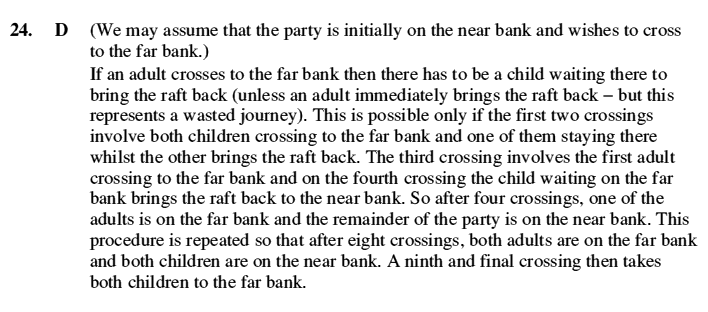 24. D (We may assume that the party is initially on the near bank and wishes to cross
to the far bank.)
If an adult crosses to the far bank then there has to be a child waiting there to
bring the raft back (unless an adult immediately brings the raft back – but this
represents a wasted journey). This is possible only if the first two crossings
involve both children crossing to the far bank and one of them staying there
whilst the other brings the raft back. The third crossing involves the first adult
crossing to the far bank and on the fourth crossing the child waiting on the far
bank brings the raft back to the near bank. So after four crossings, one of the
adults is on the far bank and the remainder of the party is on the near bank. This
procedure is repeated so that after eight crossings, both adults are on the far bank
and both children are on the near bank. A ninth and final crossing then takes
both children to the far bank.